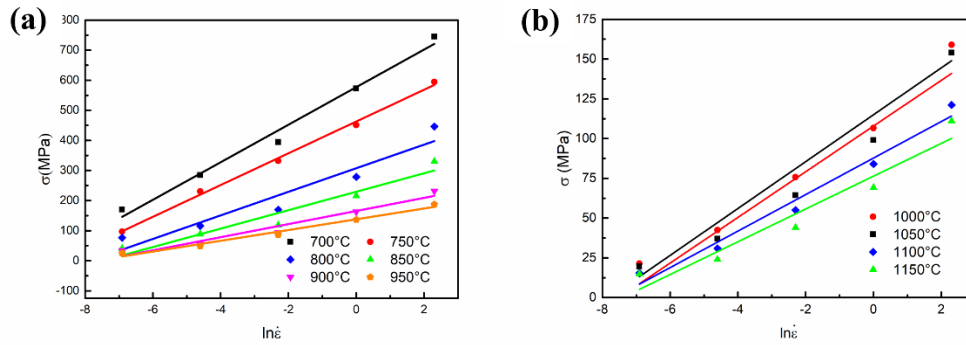 (a)
800
700
600
500
400
300
200
100
0
-100
σ(MPa)
-8 -6 -4 -2 0 2
lnε̇
700°C 750°C
800°C 850°C
900°C 950°C
(b)
175
150
125
100
75
50
25
0
σ (MPa)
-8 -6 -4 -2 0 2
lnε̇
1000°C
1050°C
1100°C
1150°C